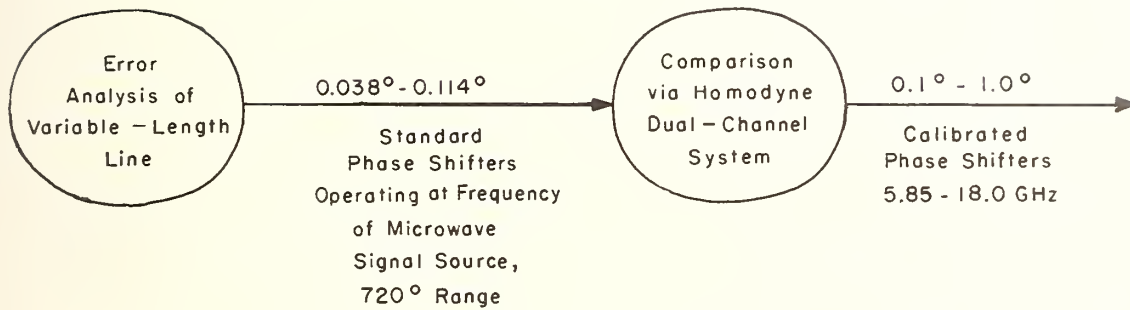 Error
Analysis of
Variable-Length
Line
0.038°-0.114°
Standard
Phase Shifters
Operating at Frequency
of Microwave
Signal Source,
720° Range
Comparison
via Homodyne
Dual-Channel
System
0.1° - 1.0°
Calibrated
Phase Shifters
5.85 - 18.0 GHz